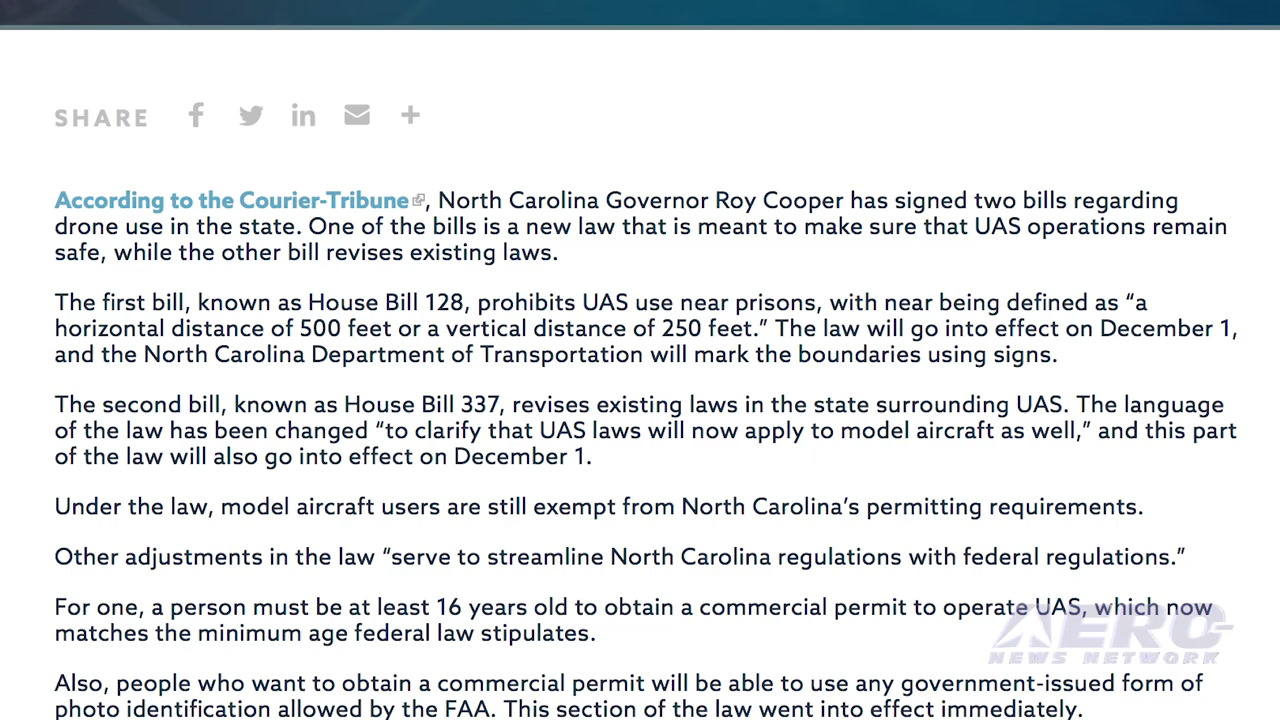 SHARE
According to the Courier-Tribune, North Carolina Governor Roy Cooper has signed two bills regarding
drone use in the state. One of the bills is a new law that is meant to make sure that UAS operations remain
safe, while the other bill revises existing laws.
The first bill, known as House Bill 128, prohibits UAS use near prisons, with near being defined as “a
horizontal distance of 500 feet or a vertical distance of 250 feet.” The law will go into effect on December 1,
and the North Carolina Department of Transportation will mark the boundaries using signs.
The second bill, known as House Bill 337, revises existing laws in the state surrounding UAS. The language
of the law has been changed “to clarify that UAS laws will now apply to model aircraft as well,” and this part
of the law will also go into effect on December 1.
Under the law, model aircraft users are still exempt from North Carolina’s permitting requirements.
Other adjustments in the law “serve to streamline North Carolina regulations with federal regulations.”
For one, a person must be at least 16 years old to obtain a commercial permit to operate UAS, which now
matches the minimum age federal law stipulates.
AERO
NEWS NETWORK
Also, people who want to obtain a commercial permit will be able to use any government-issued form of
photo identification allowed by the FAA. This section of the law went into effect immediately.